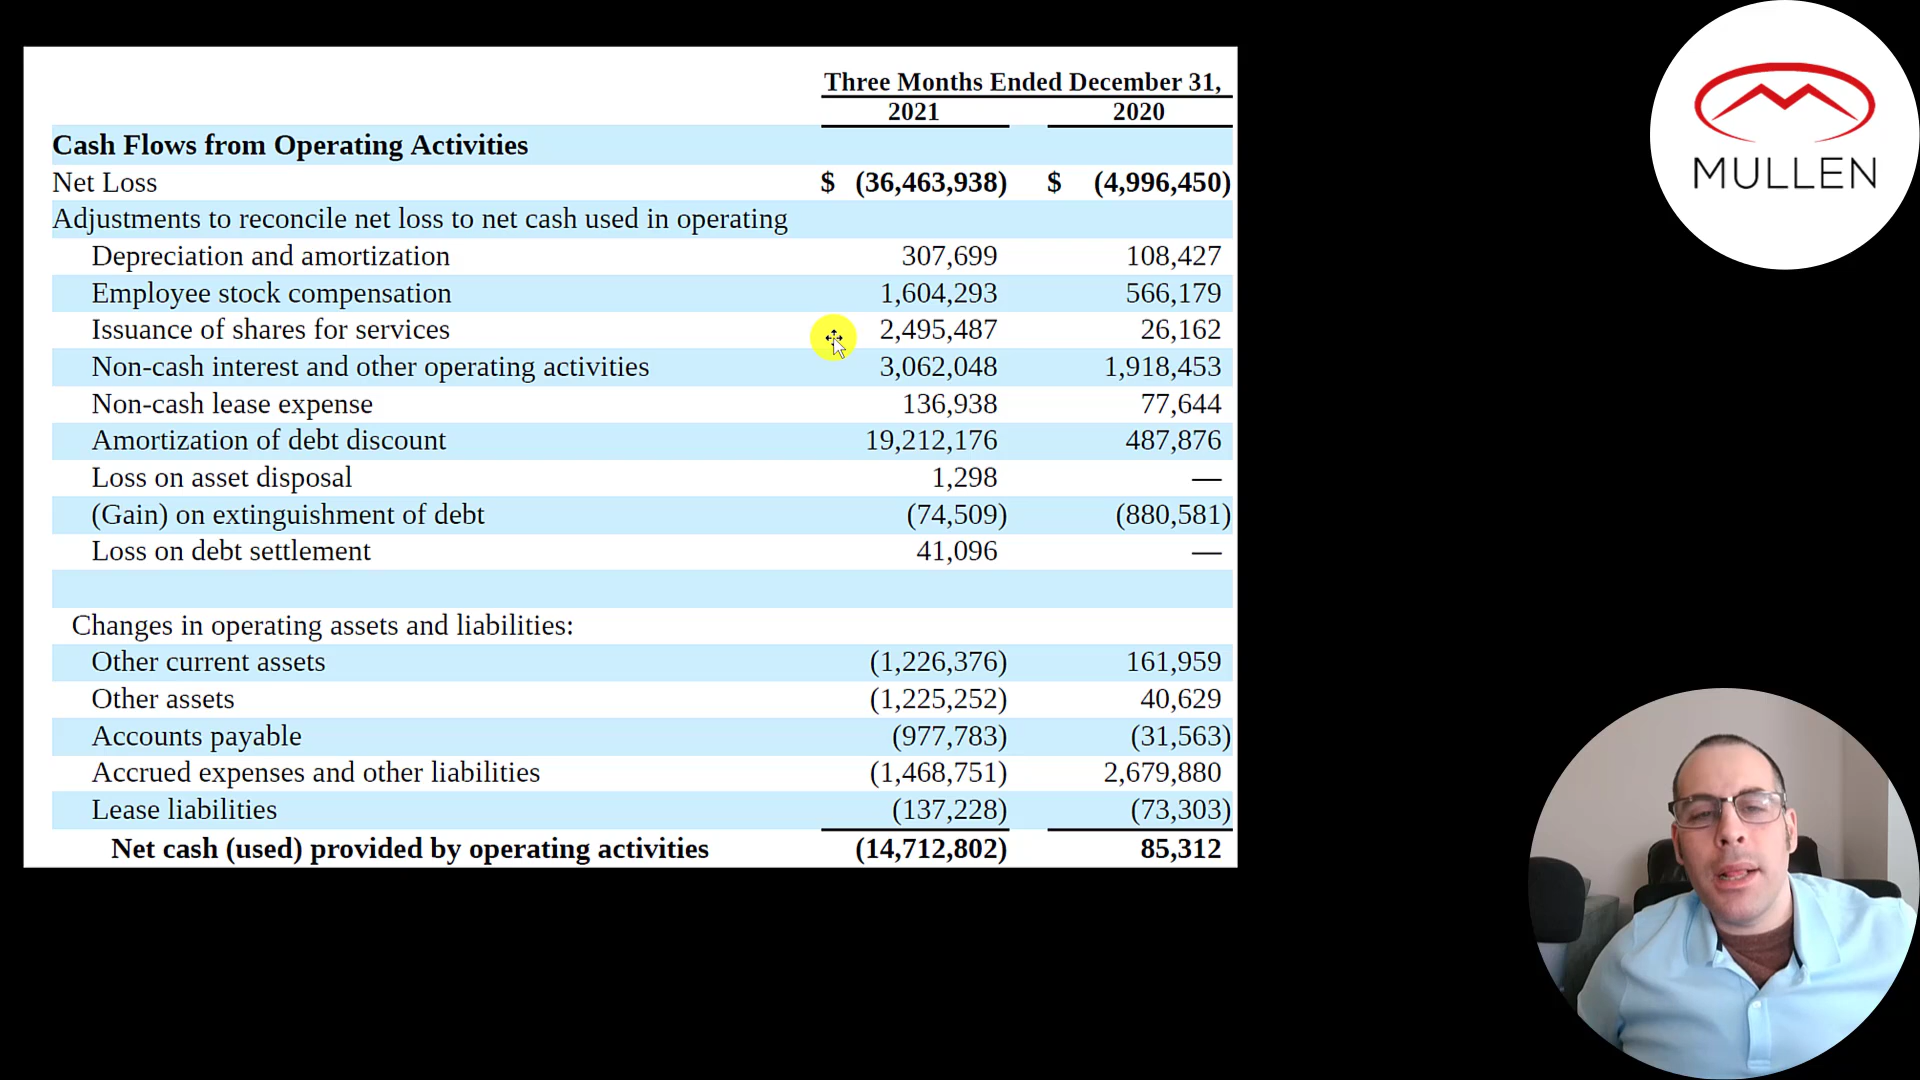 Three Months Ended December 31,
2021 2020
Cash Flows from Operating Activities
Net Loss $ (36,463,938) $ (4,996,450)
Adjustments to reconcile net loss to net cash used in operating
Depreciation and amortization 307,699 108,427
Employee stock compensation 1,604,293 566,179
Issuance of shares for services 2,495,487 26,162
Non-cash interest and other operating activities 3,062,048 1,918,453
Non-cash lease expense 136,938 77,644
Amortization of debt discount 19,212,176 487,876
Loss on asset disposal 1,298 —
(Gain) on extinguishment of debt (74,509) (880,581)
Loss on debt settlement 41,096 —
Changes in operating assets and liabilities:
Other current assets (1,226,376) 161,959
Other assets (1,225,252) 40,629
Accounts payable (977,783) (31,563)
Accrued expenses and other liabilities (1,468,751) 2,679,880
Lease liabilities (137,228) (73,303)
Net cash (used) provided by operating activities (14,712,802) 85,312
MULLEN